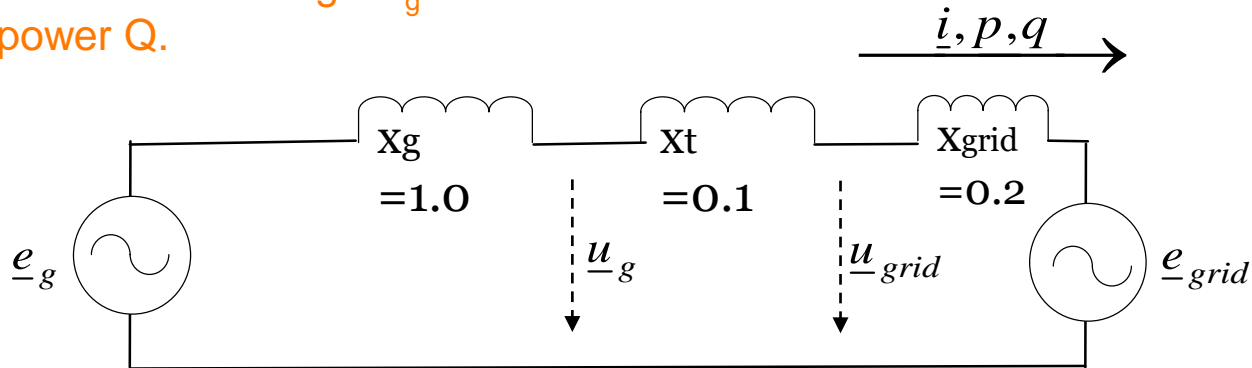 power Q.
i, p, q
xg
=1.0
xt
=0.1
xgrid
=0.2
e g
u g
u grid
e grid